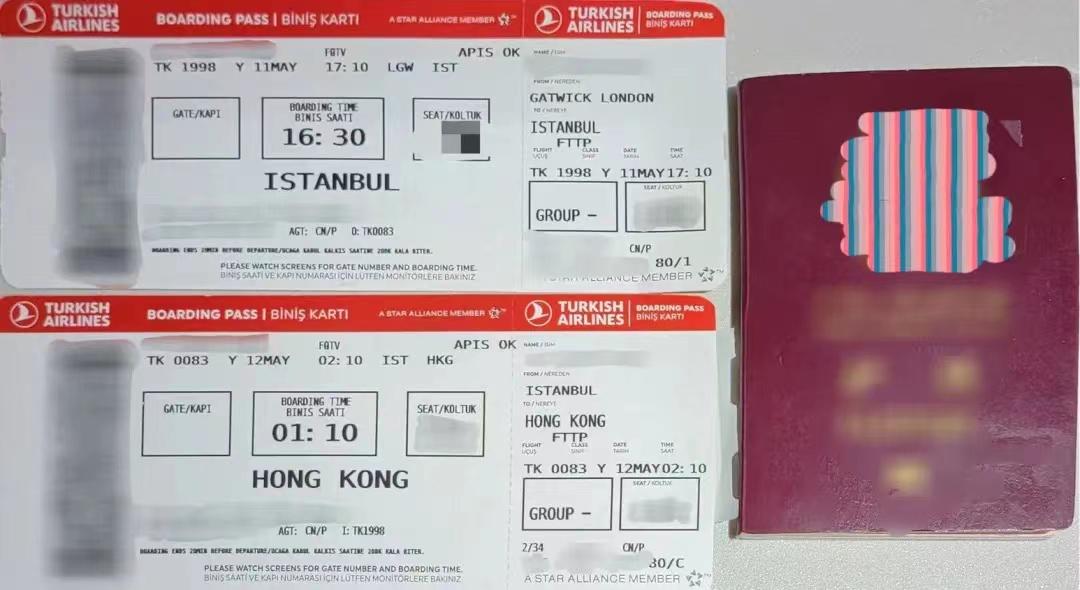 TURKISH AIRLINES
BOARDING PASS | BİNİŞ KARTI
A STAR ALLIANCE MEMBER
FQTV
APIS OK
TK 1998 Y 11MAY 17:10 LGW IST
GATE/KAPI
BOARDING TIME
BINIS SAATI
16:30
SEAT/KOLTUK
ISTANBUL
AGT: CN/P O:TK0083
BOARDING ENDS 20MIN BEFORE DEPARTURE/UCAGA KABUL KALKIS SAATINE 20DK KALA BITER.
PLEASE WATCH SCREENS FOR GATE NUMBER AND BOARDING TIME.
BİNİŞ SAATİ VE KAPI NUMARASI İÇİN LÜTFEN MONİTÖRLERE BAKINIZ
TURKISH AIRLINES
BOARDING PASS
BİNİŞ KARTI
NAME / İSİM
FROM / NEREDEN
GATWICK LONDON
TO / NEREYE
ISTANBUL
FTTP
FLIGHT CLASS DATE TIME
UÇUŞ SINIF TARİH SAAT
TK 1998 Y 11MAY17:10
GROUP -
SEAT / KOLTUK
CN/P
80/1
STAR ALLIANCE MEMBER
TURKISH AIRLINES
BOARDING PASS | BİNİŞ KARTI
A STAR ALLIANCE MEMBER
FQTV
APIS OK
TK 0083 Y 12MAY 02:10 IST HKG
GATE/KAPI
BOARDING TIME
BINIS SAATI
01:10
SEAT/KOLTUK
HONG KONG
AGT: CN/P I:TK1998
BOARDING ENDS 20MIN BEFORE DEPARTURE/UCAGA KABUL KALKIS SAATINE 20DK KALA BITER.
PLEASE WATCH SCREENS FOR GATE NUMBER AND BOARDING TIME.
BİNİŞ SAATİ VE KAPI NUMARASI İÇİN LÜTFEN MONİTÖRLERE BAKINIZ
TURKISH AIRLINES
BOARDING PASS
BİNİŞ KARTI
NAME / İSİM
FROM / NEREDEN
ISTANBUL
TO / NEREYE
HONG KONG
FTTP
FLIGHT CLASS DATE TIME
UÇUŞ SINIF TARİH SAAT
TK 0083 Y 12MAY02:10
GROUP -
SEAT / KOLTUK
2/34
CN/P
80/C
A STAR ALLIANCE MEMBER